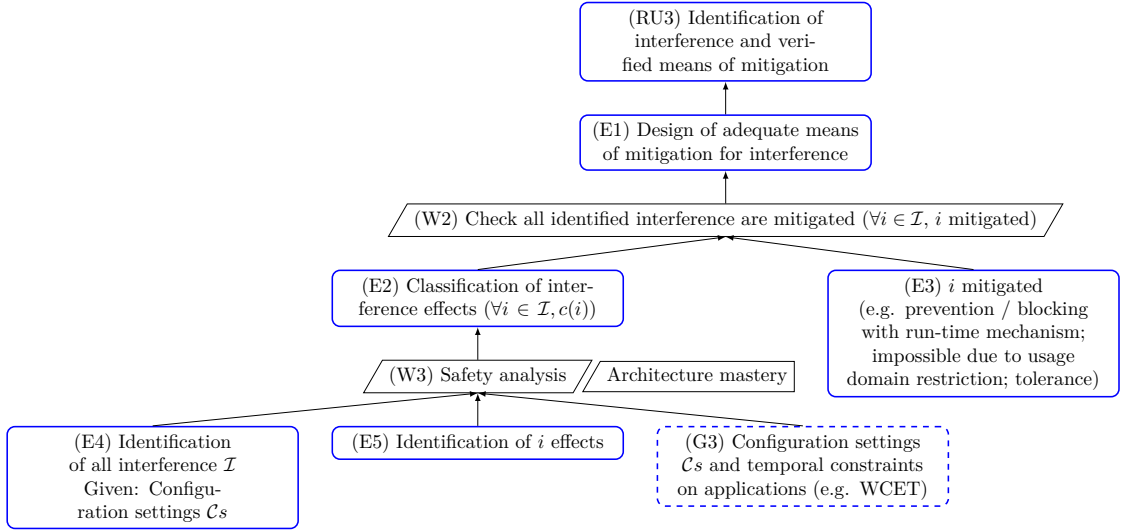 (RU3) Identification of
interference and veri-
fied means of mitigation
(E1) Design of adequate means
of mitigation for interference
(W2) Check all identified interference are mitigated (∀i ∈ ℐ, i mitigated)
(E2) Classification of inter-
ference effects (∀i ∈ ℐ, c(i))
(E3) i mitigated
(e.g. prevention / blocking
with run-time mechanism;
impossible due to usage
domain restriction; tolerance)
(W3) Safety analysis
Architecture mastery
(E4) Identification
of all interference ℐ
Given: Configu-
ration settings 𝒞s
(E5) Identification of i effects
(G3) Configuration settings
𝒞s and temporal constraints
on applications (e.g. WCET)